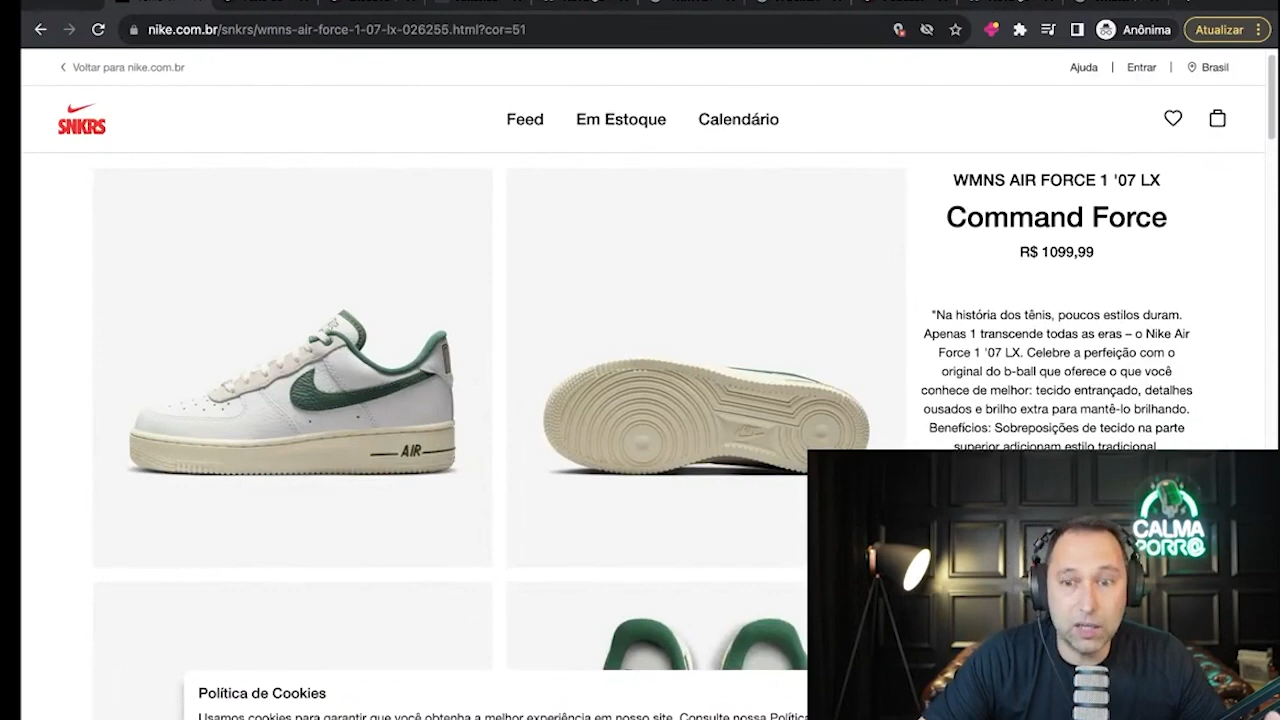 nike.com.br/snkrs/wmns-air-force-1-07-lx-026255.html?cor=51
Anônima
Atualizar
Voltar para nike.com.br
Ajuda
Entrar
Brasil
SNKRS
Feed
Em Estoque
Calendário
WMNS AIR FORCE 1 '07 LX
Command Force
R$ 1099,99
"Na história dos tênis, poucos estilos duram.
Apenas 1 transcende todas as eras – o Nike Air
Force 1 '07 LX. Celebre a perfeição com o
original do b-ball que oferece o que você
conhece de melhor: tecido entrançado, detalhes
ousados e brilho extra para mantê-lo brilhando.
Benefícios: Sobreposições de tecido na parte
superior adicionam estilo tradicional
AIR
CALMA
PORR@
Política de Cookies
Usamos cookies para garantir que você obtenha a melhor experiência em nosso site. Consulte nossa Política